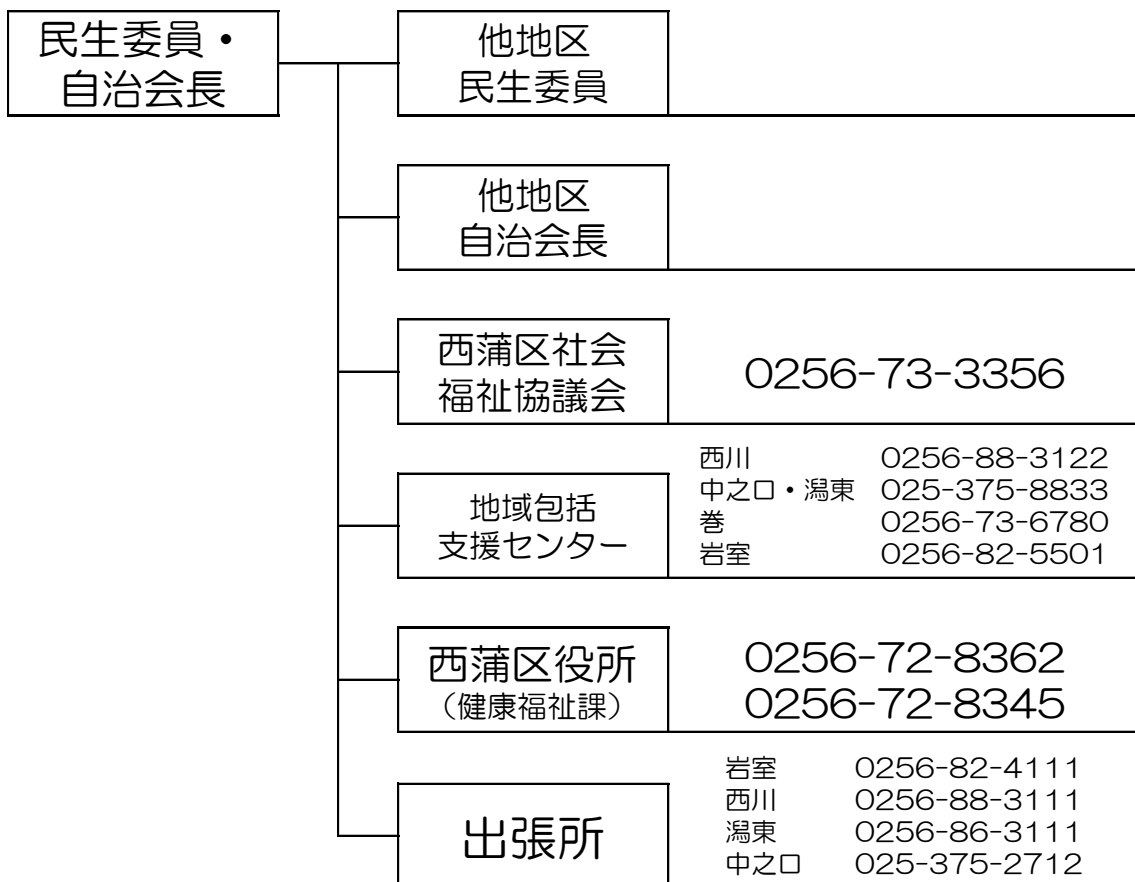 民生委員・
自治会長
他地区
民生委員
他地区
自治会長
西蒲区社会
福祉協議会
0256-73-3356
地域包括
支援センター
西川 0256-88-3122
中之口・潟東 025-375-8833
巻 0256-73-6780
岩室 0256-82-5501
西蒲区役所
（健康福祉課）
0256-72-8362
0256-72-8345
出張所
岩室 0256-82-4111
西川 0256-88-3111
潟東 0256-86-3111
中之口 025-375-2712